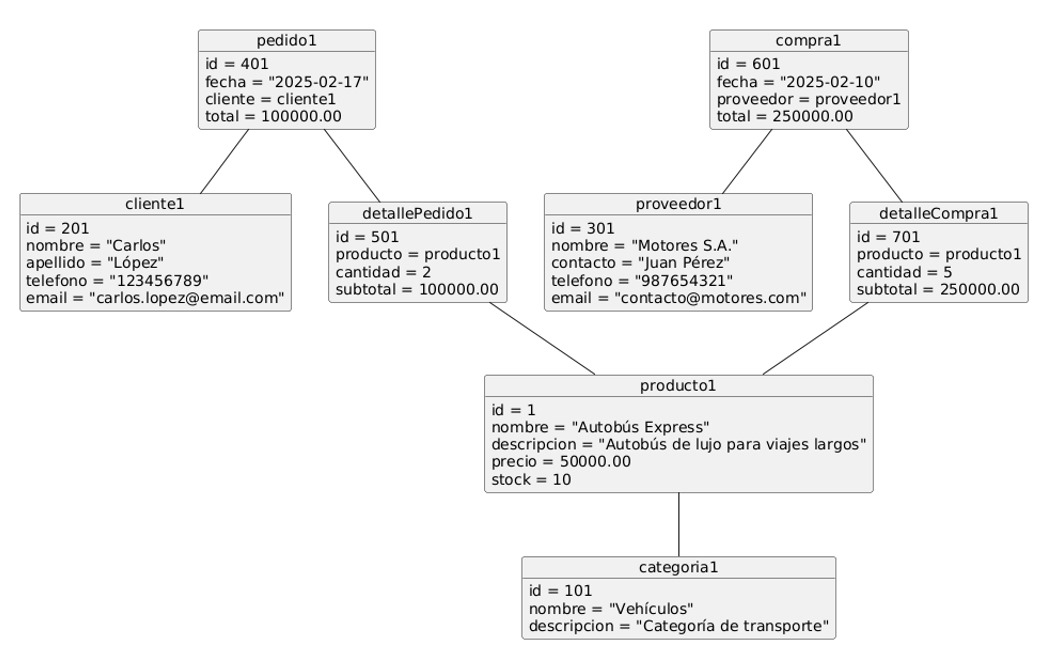 pedido1
id = 401
fecha = "2025-02-17"
cliente = cliente1
total = 100000.00
compra1
id = 601
fecha = "2025-02-10"
proveedor = proveedor1
total = 250000.00
cliente1
id = 201
nombre = "Carlos"
apellido = "López"
telefono = "123456789"
email = "carlos.lopez@email.com"
detallePedido1
id = 501
producto = producto1
cantidad = 2
subtotal = 100000.00
proveedor1
id = 301
nombre = "Motores S.A."
contacto = "Juan Pérez"
telefono = "987654321"
email = "contacto@motores.com"
detalleCompra1
id = 701
producto = producto1
cantidad = 5
subtotal = 250000.00
producto1
id = 1
nombre = "Autobús Express"
descripcion = "Autobús de lujo para viajes largos"
precio = 50000.00
stock = 10
categoria1
id = 101
nombre = "Vehículos"
descripcion = "Categoría de transporte"